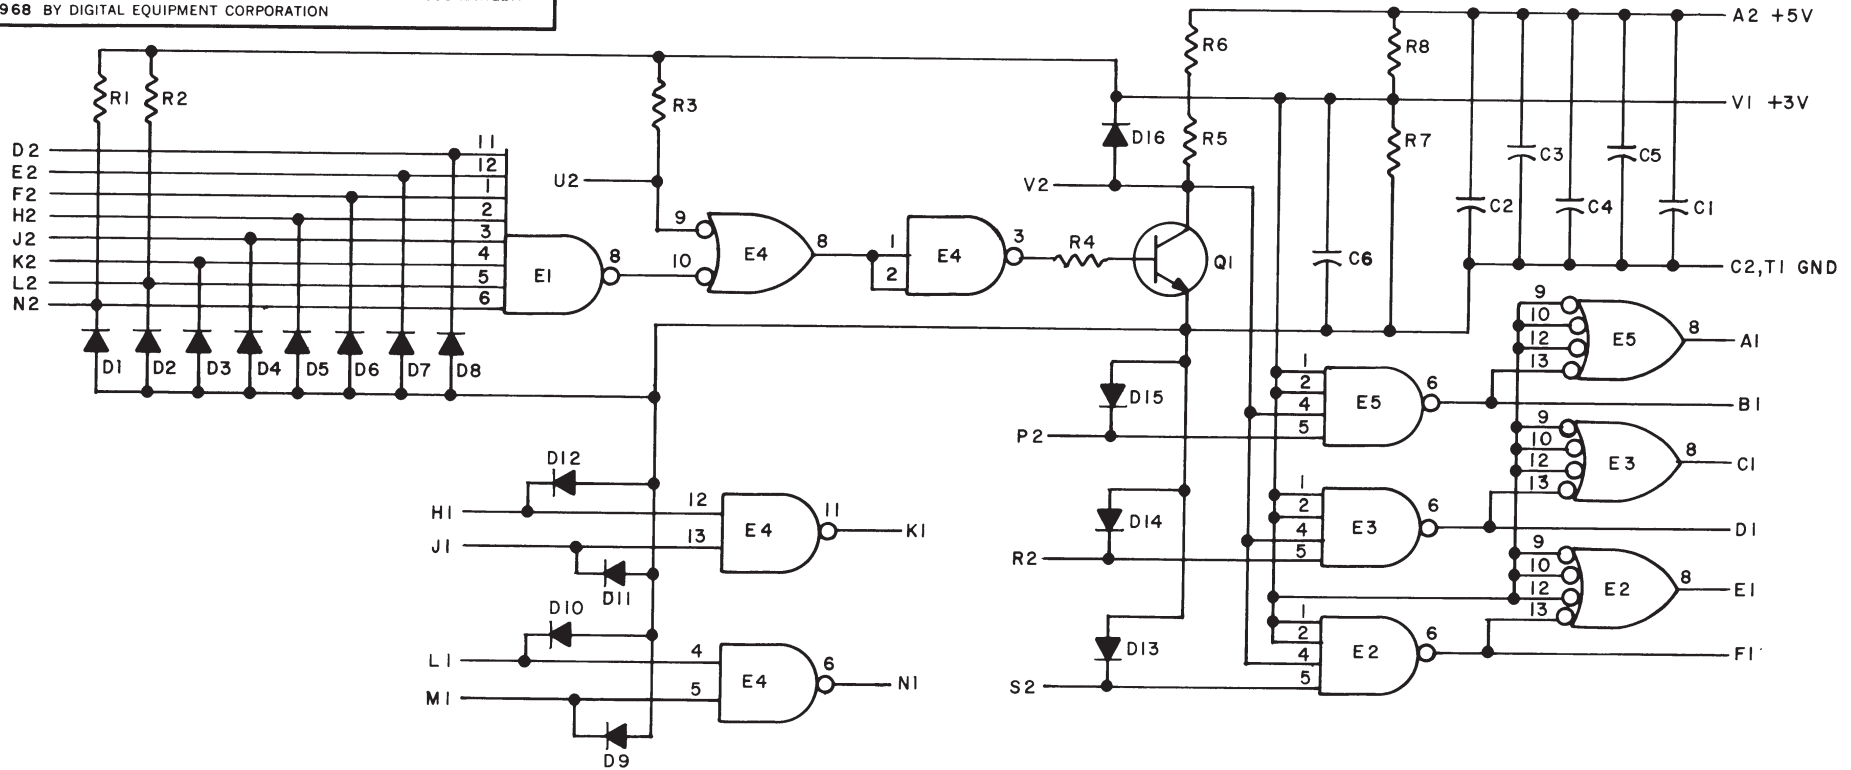 968 BY DIGITAL EQUIPMENT CORPORATION
A2 +5V
R6
R8
R1
R2
R3
V1 +3V
D16
R5
R7
C3
C5
D2
11
E2
12
F2
1
H2
2
J2
3
K2
4
L2
5
N2
6
E1
8
U2
9
10
E4
8
1
2
E4
3
R4
V2
Q1
C6
C2
C4
C1
C2,T1 GND
D1
D2
D3
D4
D5
D6
D7
D8
9
10
12
13
E5
8
A1
D15
P2
1
2
4
5
E5
6
B1
9
10
12
13
E3
8
C1
D12
H1
12
J1
13
E4
11
K1
D11
D14
R2
1
2
4
5
E3
6
D1
9
10
12
13
E2
8
E1
D10
L1
4
M1
5
E4
6
N1
D9
D13
S2
1
2
4
5
E2
6
F1